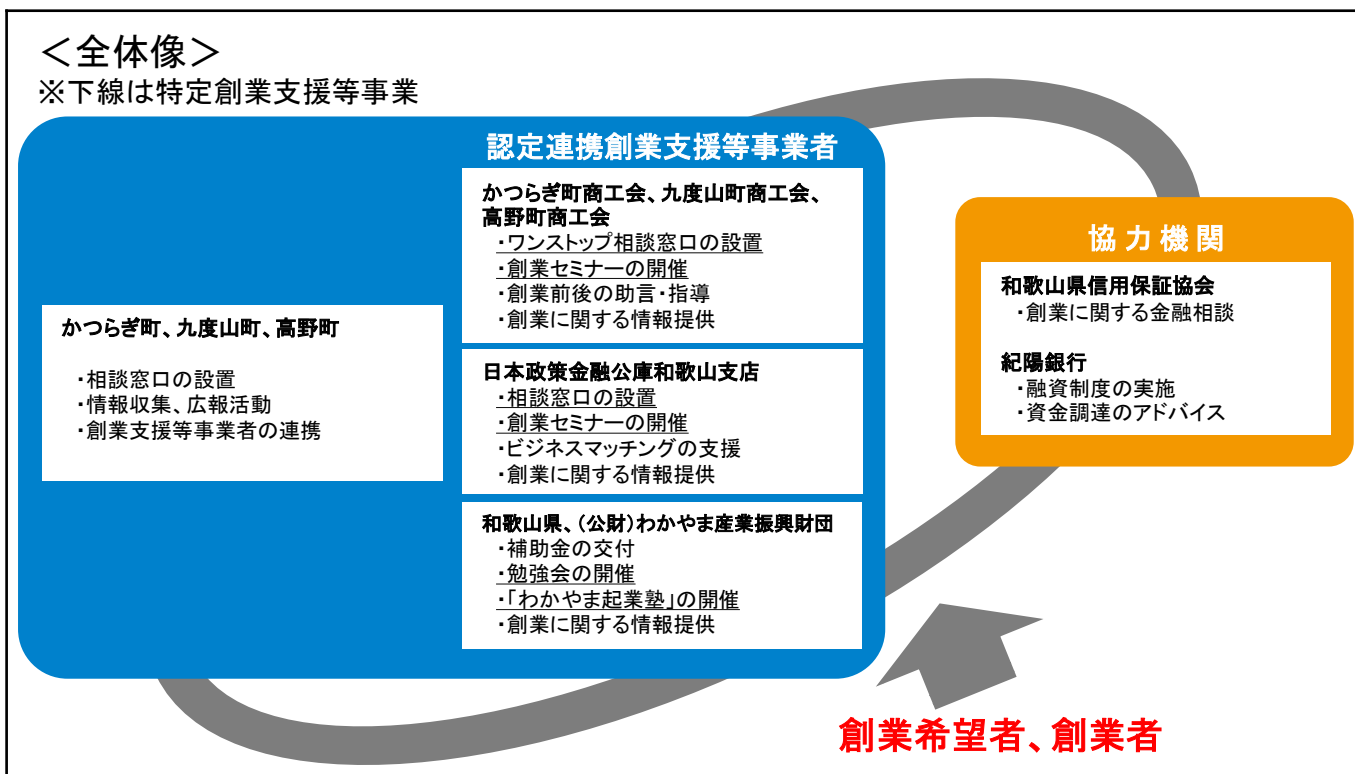 ＜全体像＞
※下線は特定創業支援等事業
認定連携創業支援等事業者
かつらぎ町、九度山町、高野町
・相談窓口の設置
・情報収集、広報活動
・創業支援等事業者の連携
かつらぎ町商工会、九度山町商工会、
高野町商工会
・ワンストップ相談窓口の設置
・創業セミナーの開催
・創業前後の助言・指導
・創業に関する情報提供
日本政策金融公庫和歌山支店
・相談窓口の設置
・創業セミナーの開催
・ビジネスマッチングの支援
・創業に関する情報提供
和歌山県、（公財）わかやま産業振興財団
・補助金の交付
・勉強会の開催
・「わかやま起業塾」の開催
・創業に関する情報提供
協力機関
和歌山県信用保証協会
・創業に関する金融相談
紀陽銀行
・融資制度の実施
・資金調達のアドバイス
創業希望者、創業者